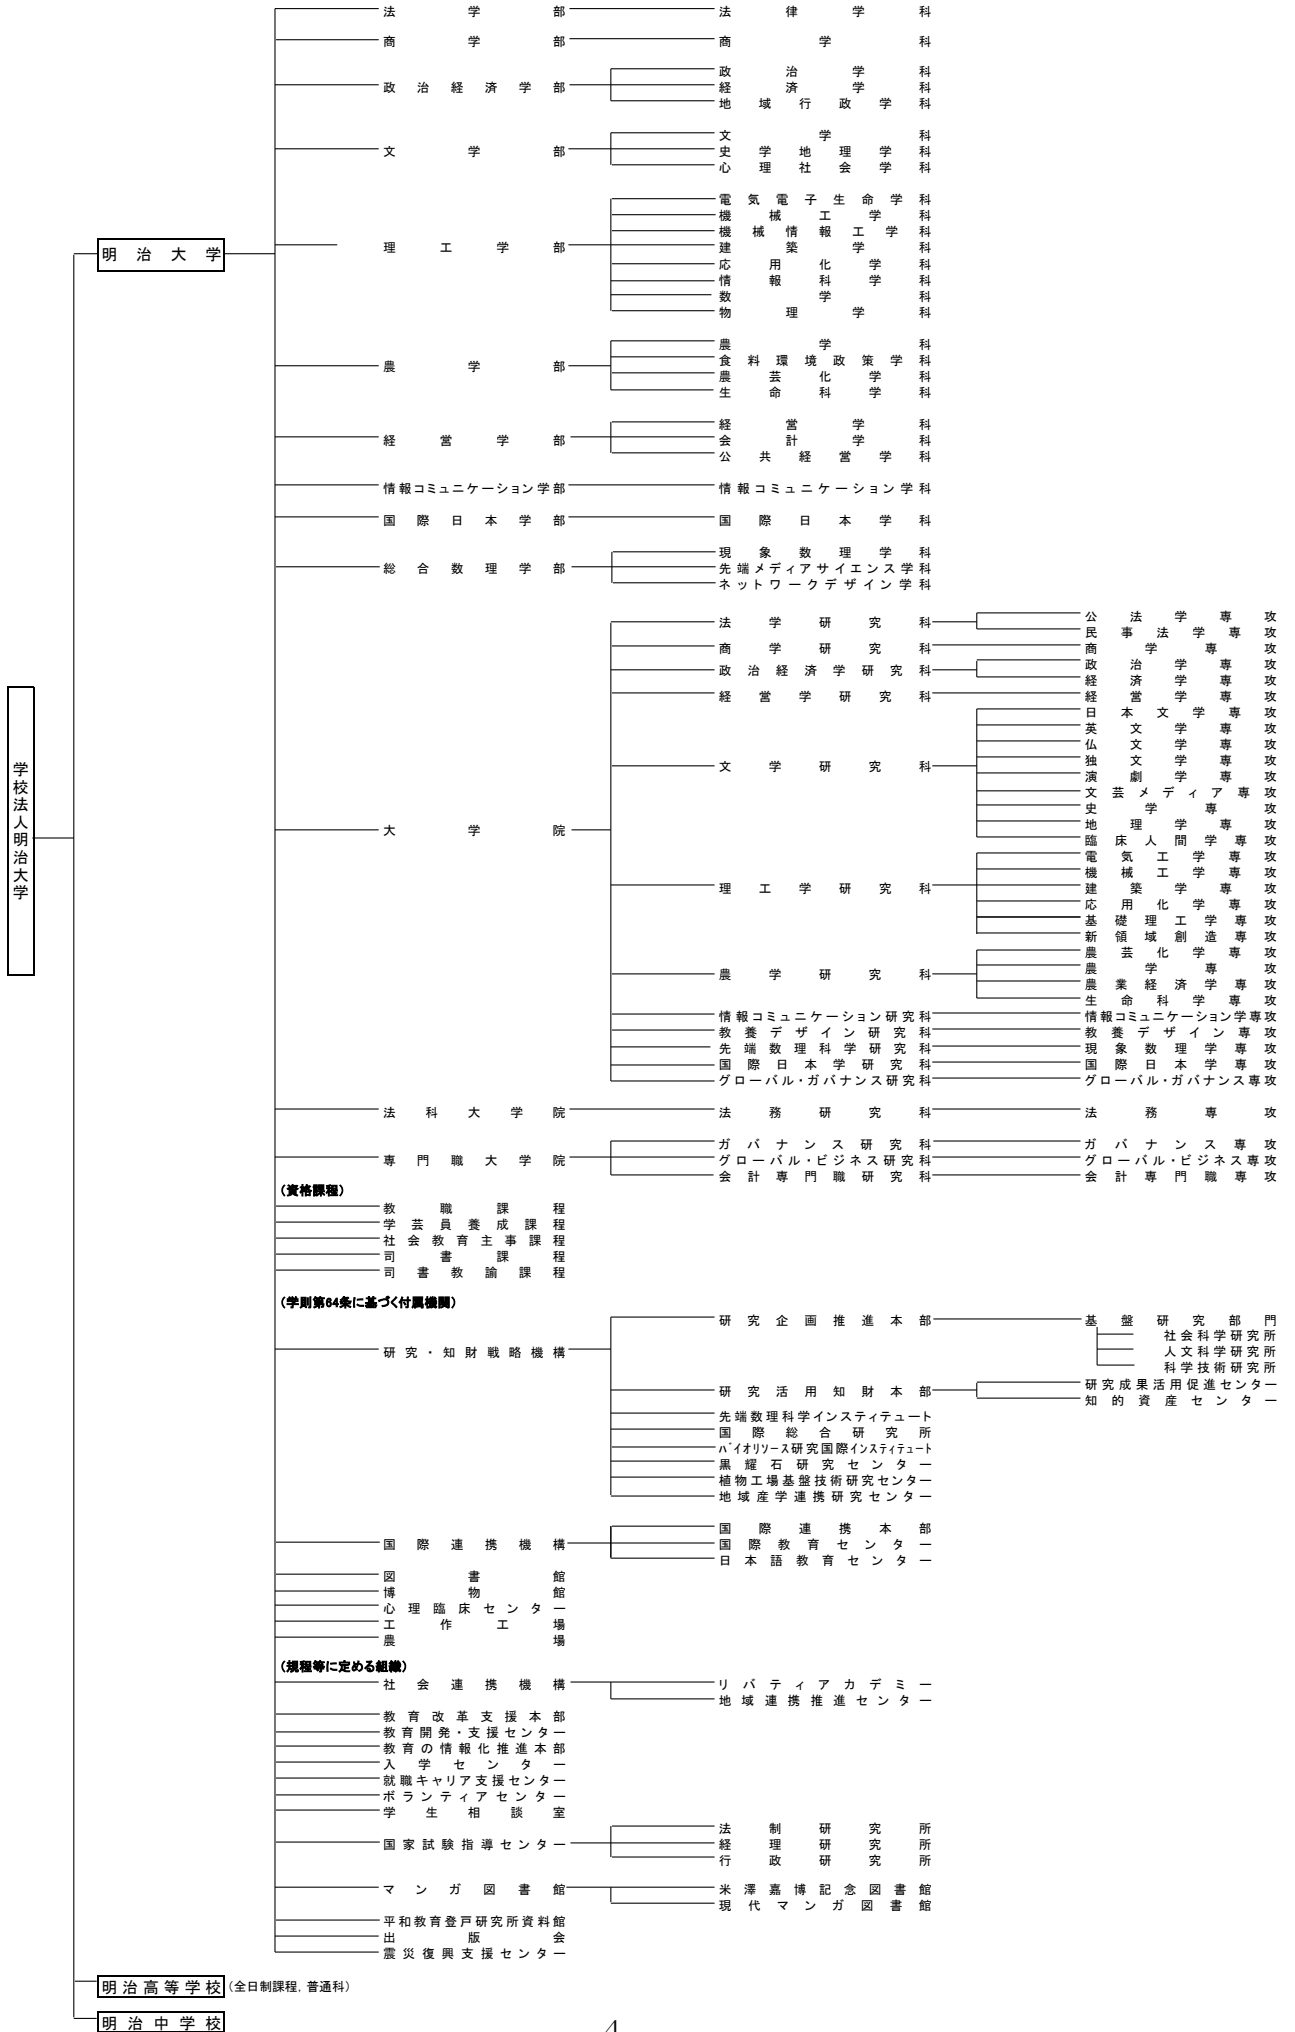 法学部 法律学科
商学部 商学科
政治学科
政治経済学部 経済学科
地域行政学科
文学科
文学部 史学地理学科
心理社会学科
電気電子生命学科
機械工学科
機械情報工学科
明治大学 理工学部 建築学科
応用化学科
情報科学科
数学科
物理学科
農学科
食料環境政策学科
農学部 農芸化学科
生命科学科
経営学科
経営学部 会計学科
公共経営学科
情報コミュニケーション学部 情報コミュニケーション学科
国際日本学部 国際日本学科
現象数理学科
総合数理学部 先端メディアサイエンス学科
ネットワークデザイン学科
法学研究科 公法学専攻
民事法学専攻
商学研究科 商学専攻
政治経済学研究科 政治学専攻
経済学専攻
経営学研究科 経営学専攻
日本文学専攻
英文学専攻
仏文学専攻
文学研究科 独文学専攻
演劇学専攻
文芸メディア専攻
史学専攻
大学院 地理学専攻
臨床人間学専攻
電気工学専攻
機械工学専攻
理工学研究科 建築学専攻
応用化学専攻
基礎理工学専攻
新領域創造専攻
農芸化学専攻
農学研究科 農学専攻
農業経済学専攻
生命科学専攻
情報コミュニケーション研究科 情報コミュニケーション学専攻
教養デザイン研究科 教養デザイン専攻
先端数理科学研究科 現象数理学専攻
国際日本学研究科 国際日本学専攻
グローバル・ガバナンス研究科 グローバル・ガバナンス専攻
学校法人明治大学
法科大学院 法務研究科 法務専攻
ガバナンス研究科 ガバナンス専攻
専門職大学院 グローバル・ビジネス研究科 グローバル・ビジネス専攻
会計専門職研究科 会計専門職専攻
(資格課程)
教職課程
学芸員養成課程
社会教育主事課程
司書課程
司書教諭課程
(学則第64条に基づく付属機関)
研究企画推進本部 基盤研究部門
社会科学研究所
研究・知財戦略機構 人文科学研究所
科学技術研究所
研究活用知財本部 研究成果活用促進センター
知的資産センター
先端数理科学インスティテュート
国際総合研究所
バイオリソース研究国際インスティテュート
黒耀石研究センター
植物工場基盤技術研究センター
地域産学連携研究センター
国際連携本部
国際連携機構 国際教育センター
日本語教育センター
図書館
博物館
心理臨床センター
工作工場
農場
(規程等に定める組織)
社会連携機構 リバティアカデミー
地域連携推進センター
教育改革支援本部
教育開発・支援センター
教育の情報化推進本部
入学センター
就職キャリア支援センター
ボランティアセンター
学生相談室
法制研究所
国家試験指導センター 経理研究所
行政研究所
マンガ図書館 米澤嘉博記念図書館
現代マンガ図書館
平和教育登戸研究所資料館
出版会
震災復興支援センター
明治高等学校 (全日制課程, 普通科)
明治中学校
4